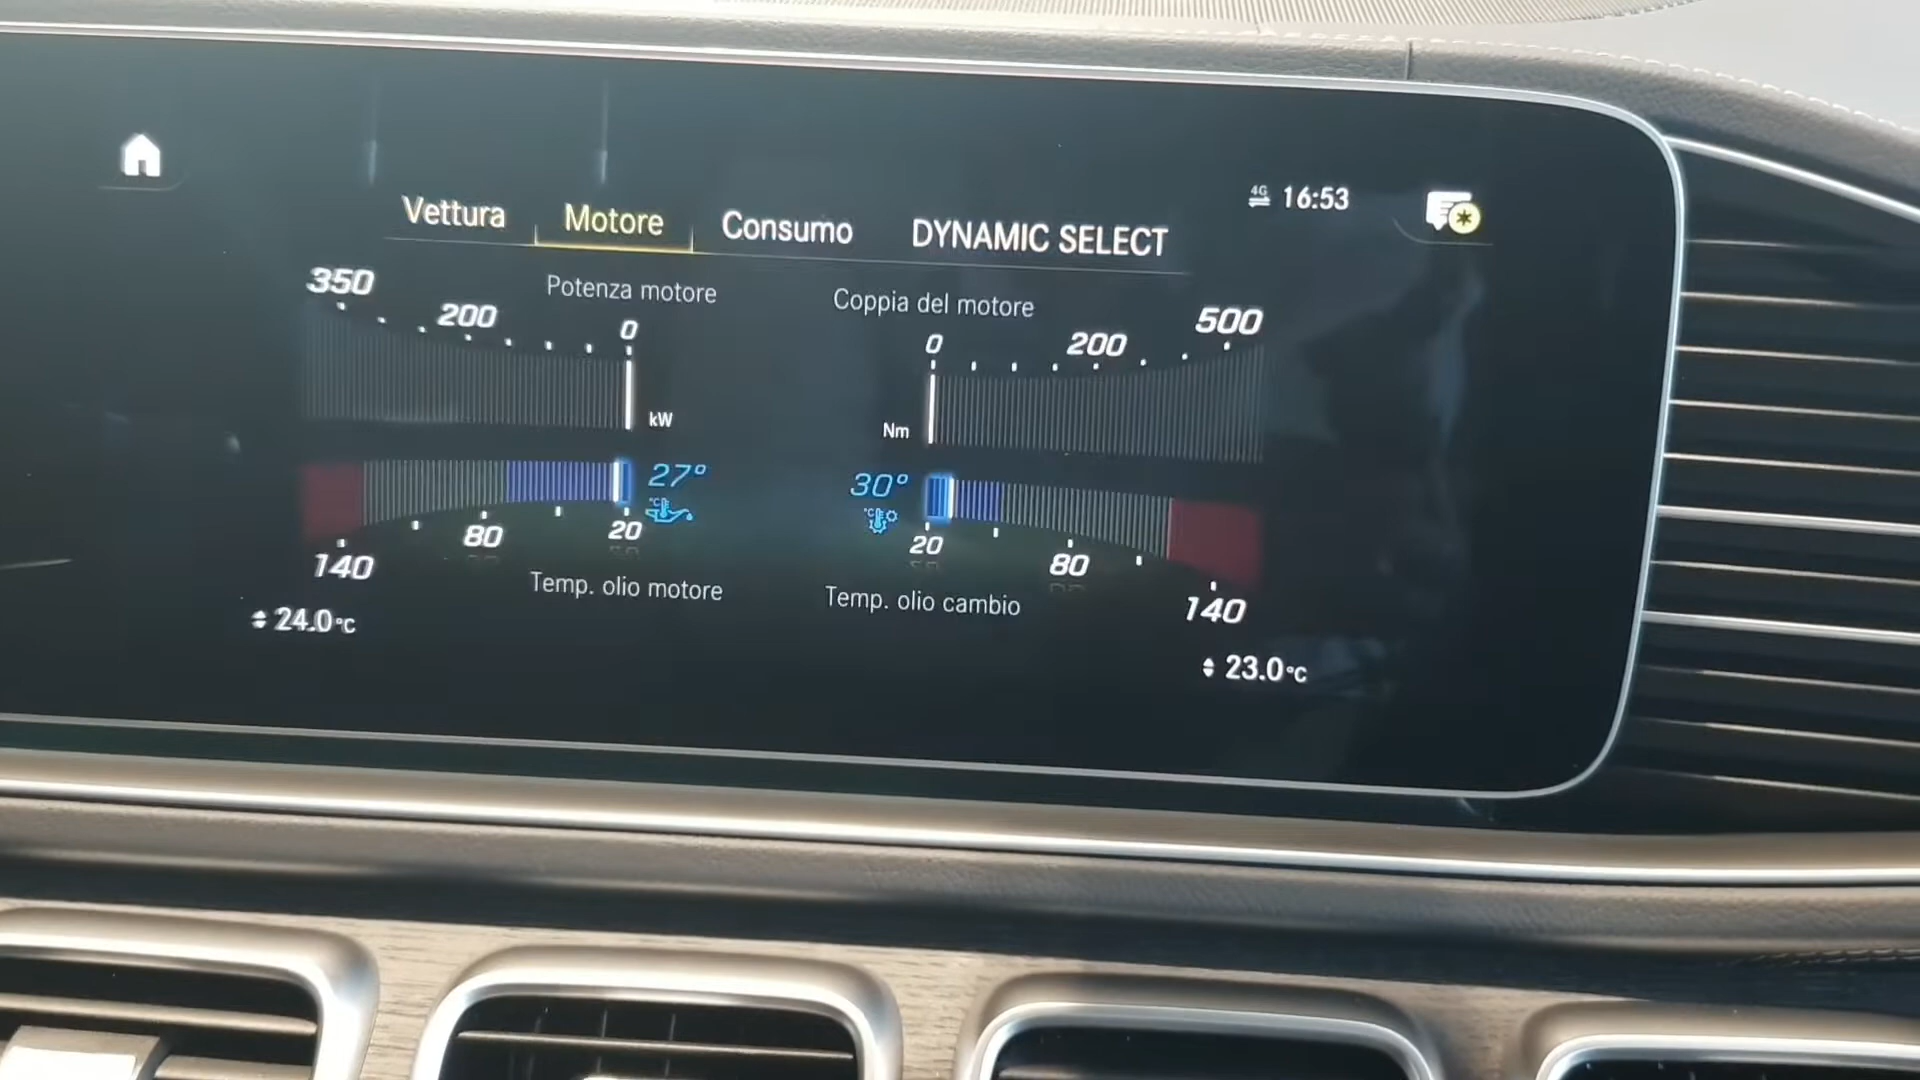 4G 16:53
Vettura Motore Consumo DYNAMIC SELECT
Potenza motore Coppia del motore
350 200 0
0 200 500
kW
Nm
27°
30°
°C
°C
140 80 20
20 80 140
Temp. olio motore Temp. olio cambio
24.0°C
23.0°C